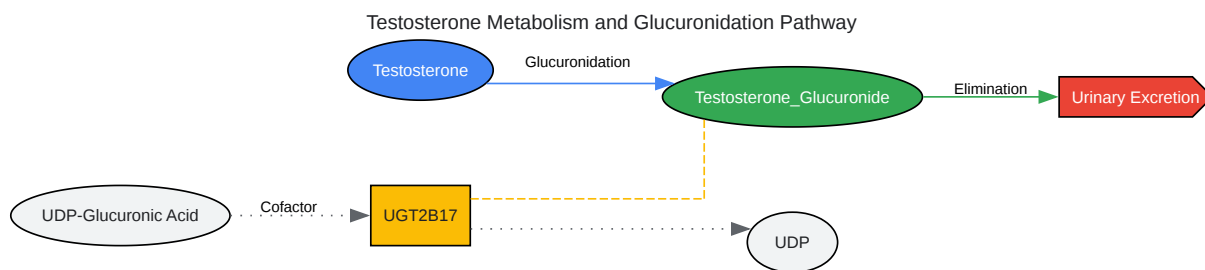 Testosterone Metabolism and Glucuronidation Pathway
Testosterone
Glucuronidation
Testosterone_Glucuronide
Elimination
Urinary Excretion
UDP-Glucuronic Acid
Cofactor
UGT2B17
UDP